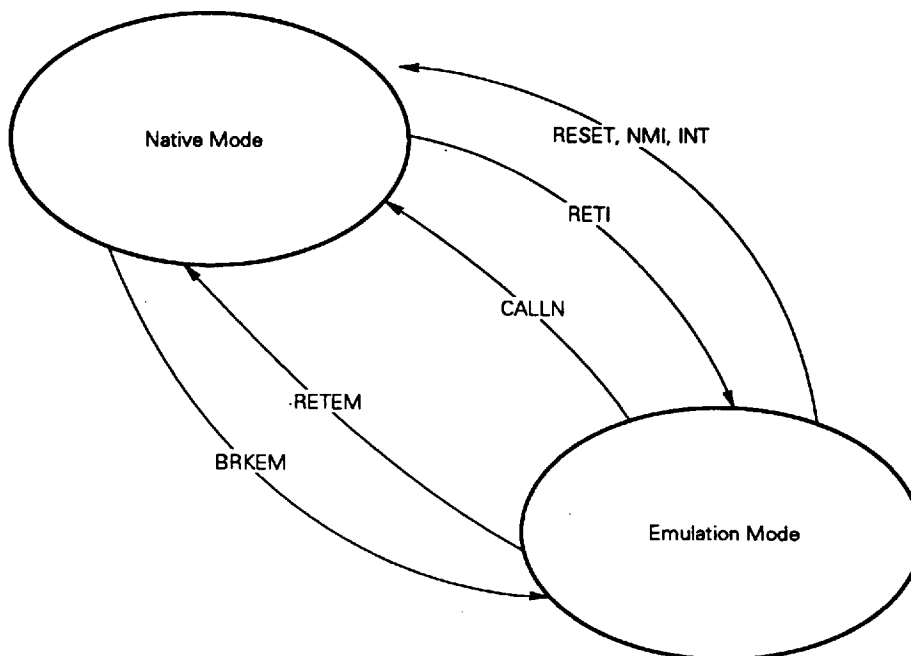 Native Mode
RESET, NMI, INT
RETI
CALLN
RETEM
BRKEM
Emulation Mode